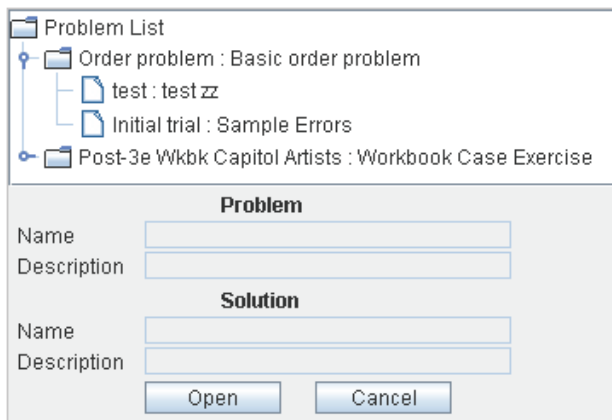 Problem List
Order problem : Basic order problem
test : test zz
Initial trial : Sample Errors
Post-3e Wkbk Capitol Artists : Workbook Case Exercise
Problem
Name
Description
Solution
Name
Description
Open Cancel